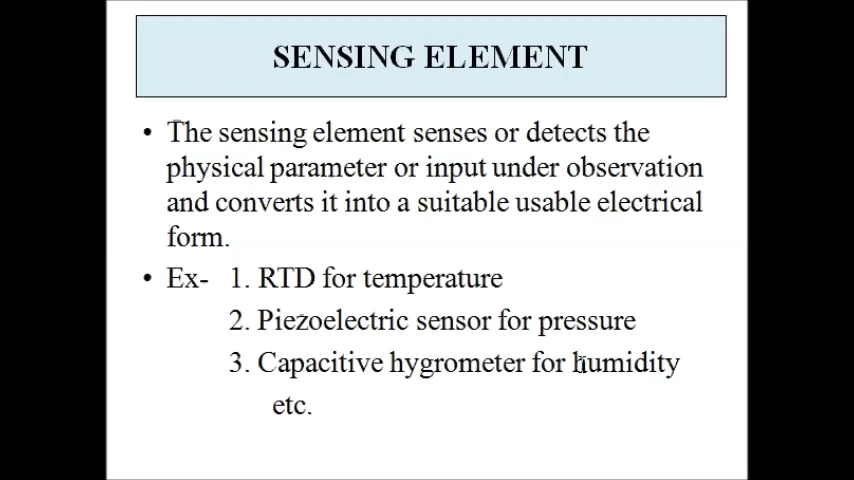 SENSING ELEMENT
• The sensing element senses or detects the
physical parameter or input under observation
and converts it into a suitable usable electrical
form.
• Ex- 1. RTD for temperature
2. Piezoelectric sensor for pressure
3. Capacitive hygrometer for humidity
etc.